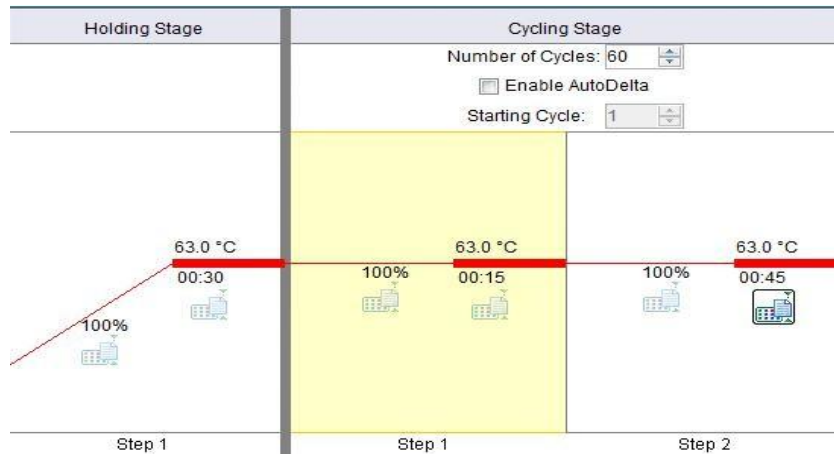 Holding Stage
Cycling Stage
Number of Cycles: 60
Enable AutoDelta
Starting Cycle: 1
63.0 °C
00:30
100%
63.0 °C
100%
00:15
63.0 °C
100%
00:45
Step 1
Step 1
Step 2